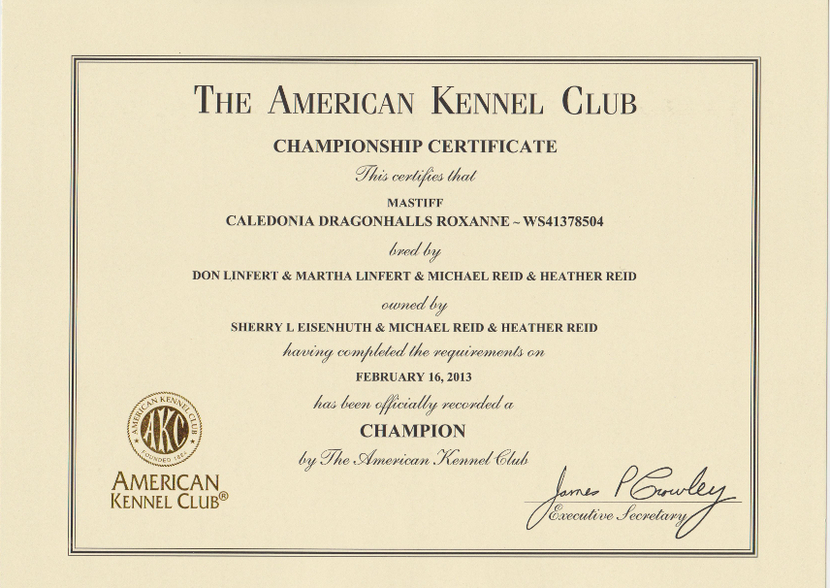 THE AMERICAN KENNEL CLUB
CHAMPIONSHIP CERTIFICATE
This certifies that
MASTIFF
CALEDONIA DRAGONHALLS ROXANNE ~ WS41378504
bred by
DON LINFERT & MARTHA LINFERT & MICHAEL REID & HEATHER REID
owned by
SHERRY L EISENHUTH & MICHAEL REID & HEATHER REID
having completed the requirements on
FEBRUARY 16, 2013
has been officially recorded a
CHAMPION
by The American Kennel Club
AMERICAN KENNEL CLUB
AKC
FOUNDED 1884
AMERICAN
KENNEL CLUB®
James P Crowley
Executive Secretary